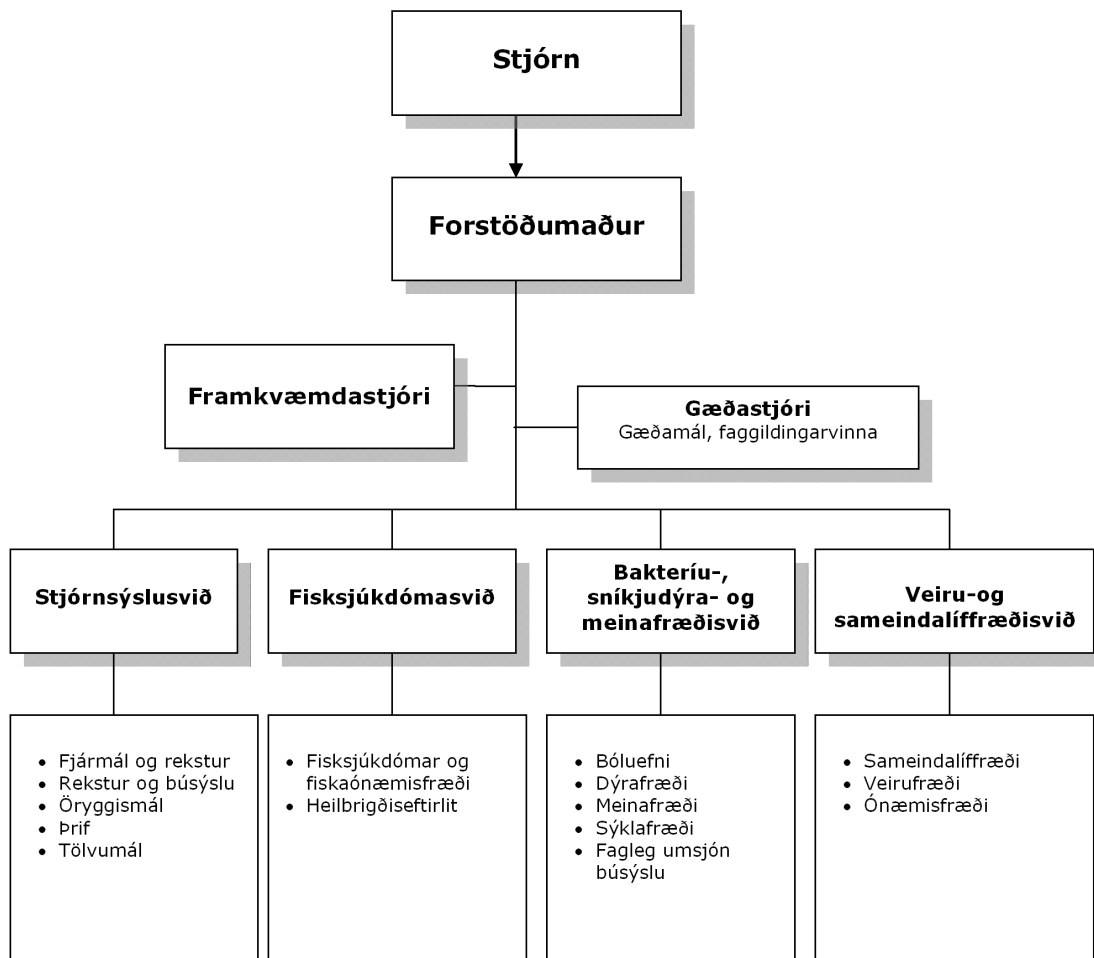 Stjórn
Forstöðumaður
Framkvæmdastjóri
Gæðastjóri
Gæðamál, faggildingarvinna
Stjórnsýslusvið
Fisksjúkdómasvið
Bakteríu-,
sníkjudýra- og
meinafræðisvið
Veiru-og
sameindalíffræðisvið
• Fjármál og rekstur
• Rekstur og búsýslu
• Öryggismál
• Þrif
• Tölvumál
• Fisksjúkdómar og
fiskaónæmisfræði
• Heilbrigðiseftirlit
• Bóluefni
• Dýrafræði
• Meinafræði
• Sýklafræði
• Fagleg umsjón
búsýslu
• Sameindalíffræði
• Veirufræði
• Ónæmisfræði